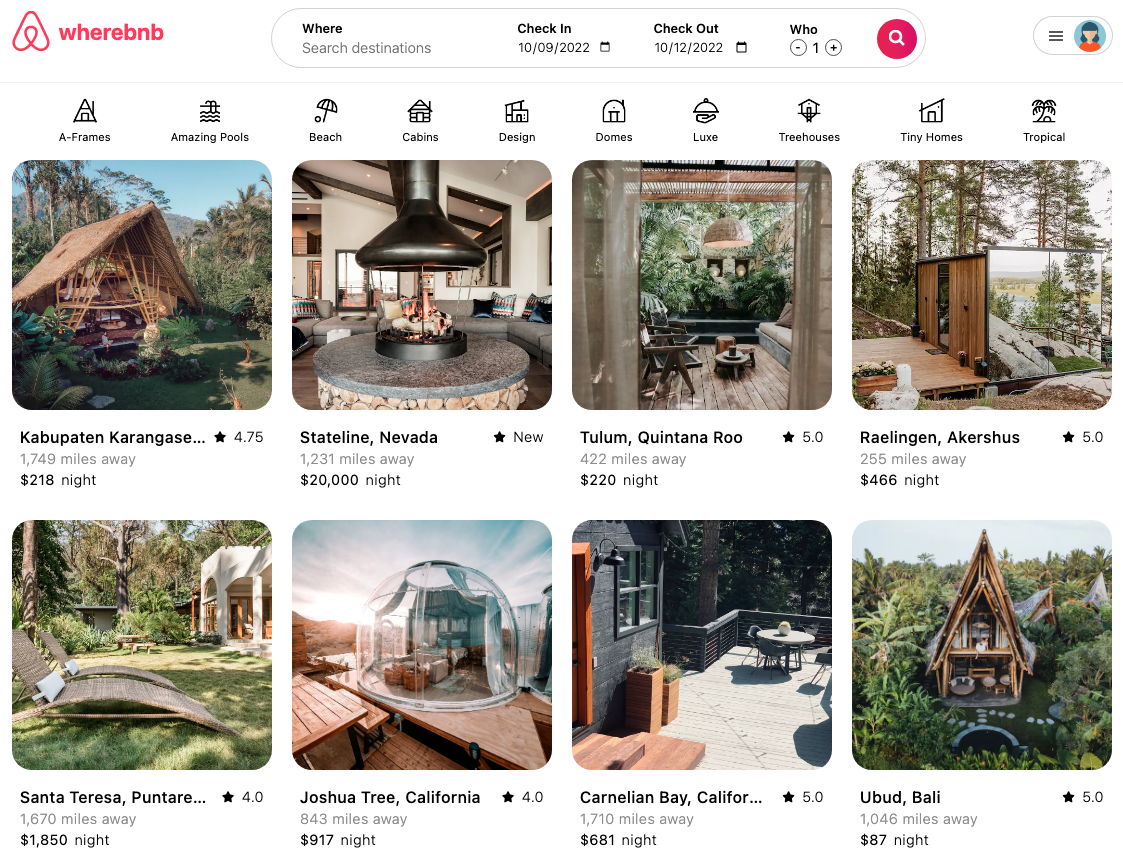 wherebnb
Where
Search destinations
Check In
10/09/2022
Check Out
10/12/2022
Who
- 1 +
A-Frames
Amazing Pools
Beach
Cabins
Design
Domes
Luxe
Treehouses
Tiny Homes
Tropical
Kabupaten Karangase... 4.75
1,749 miles away
$218 night
Stateline, Nevada New
1,231 miles away
$20,000 night
Tulum, Quintana Roo 5.0
422 miles away
$220 night
Raelingen, Akershus 5.0
255 miles away
$466 night
Santa Teresa, Puntare... 4.0
1,670 miles away
$1,850 night
Joshua Tree, California 4.0
843 miles away
$917 night
Carnelian Bay, Califor... 5.0
1,710 miles away
$681 night
Ubud, Bali 5.0
1,046 miles away
$87 night